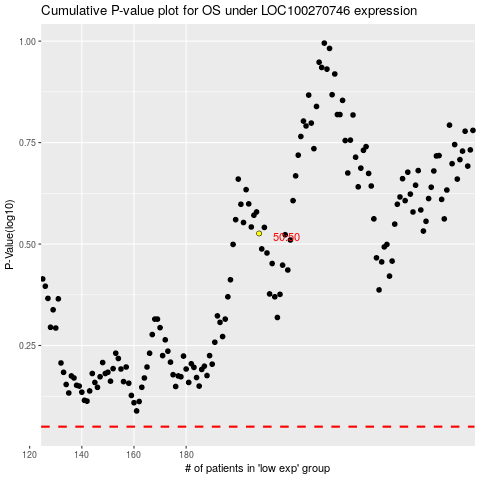 Cumulative P-value plot for OS under LOC100270746 expression
P-Value(log10)
1.00
0.75
0.50
0.25
50:50
120 140 160 180
# of patients in 'low exp' group